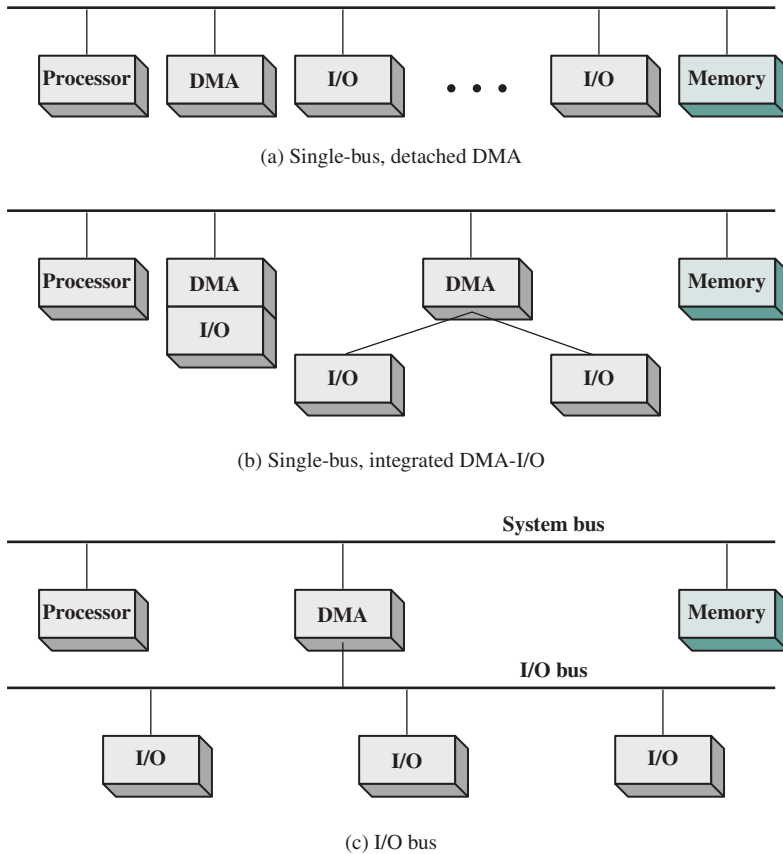 Processor DMA I/O • • • I/O Memory
(a) Single-bus, detached DMA
Processor DMA DMA Memory
I/O
I/O I/O
(b) Single-bus, integrated DMA-I/O
System bus
Processor DMA Memory
I/O bus
I/O I/O I/O
(c) I/O bus